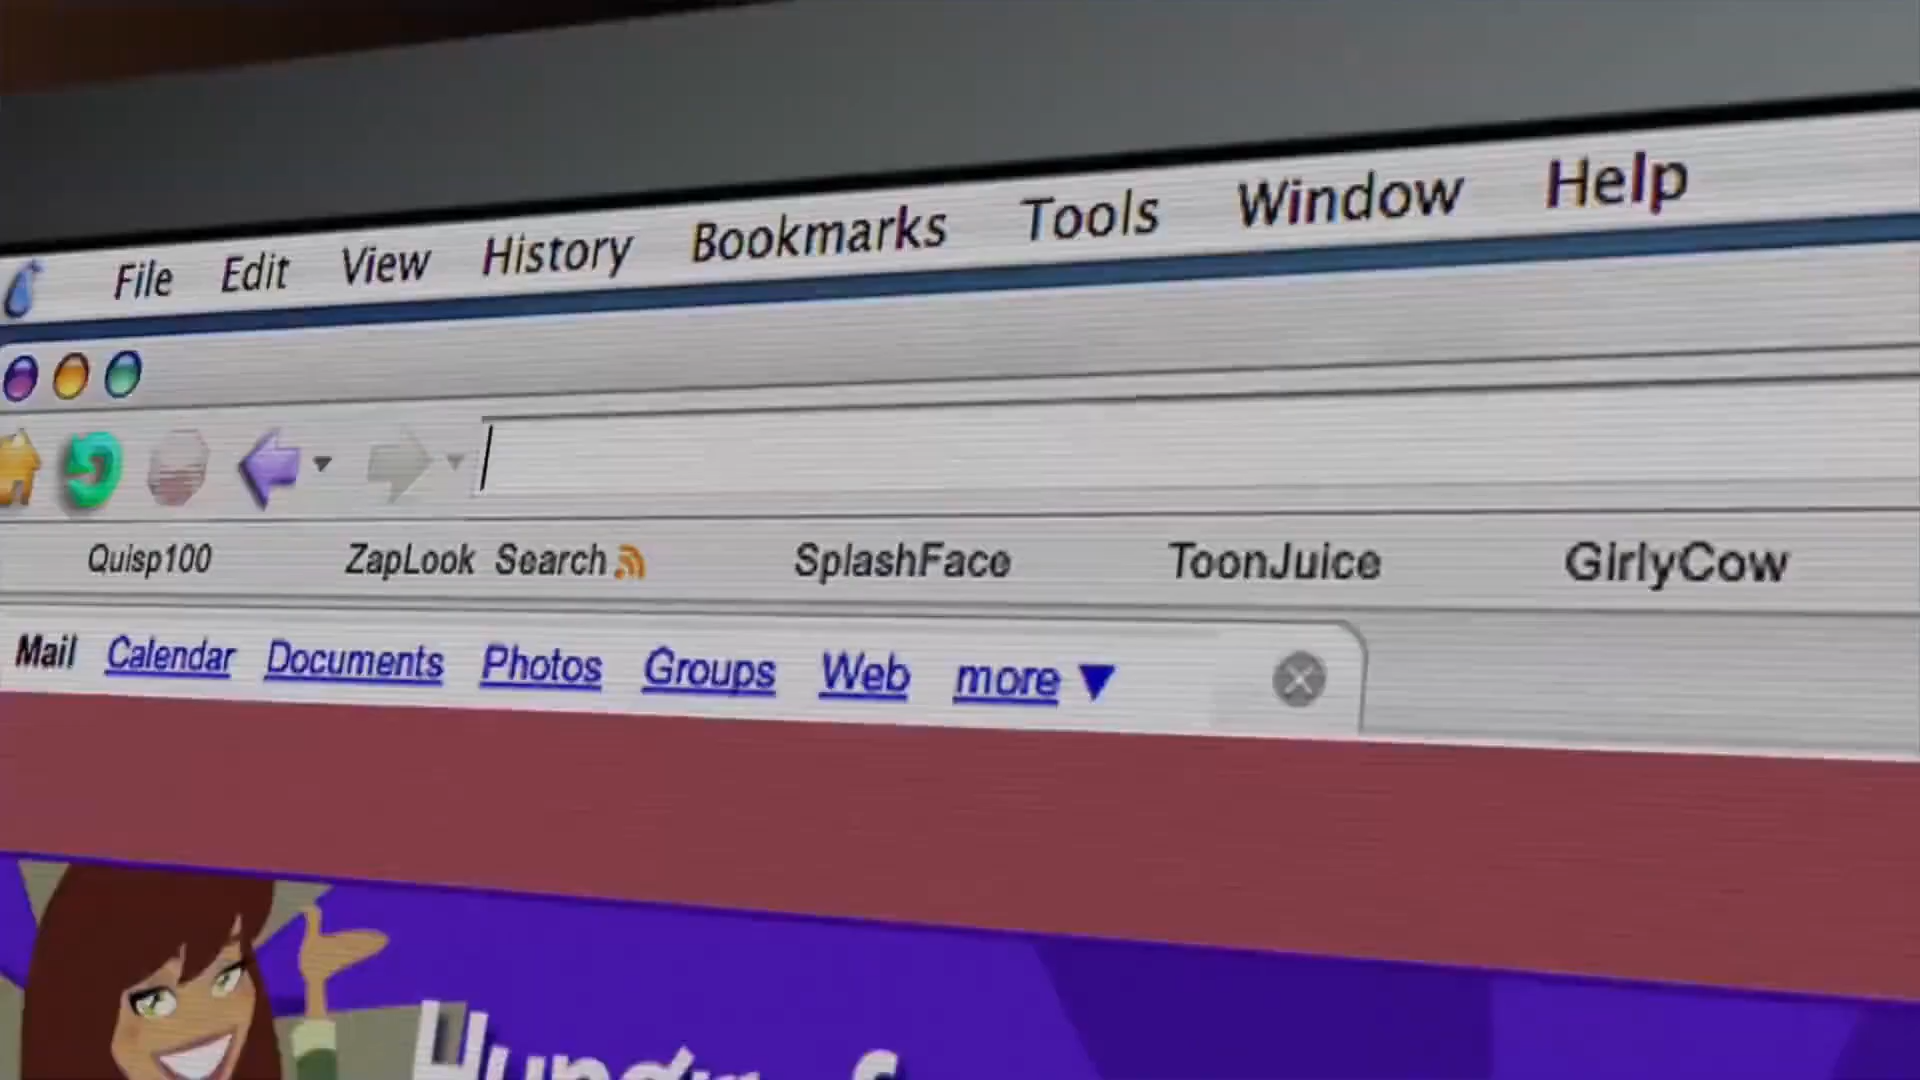 File Edit View History Bookmarks Tools Window Help
Quisp100 ZapLook Search SplashFace ToonJuice GirlyCow
Mail Calendar Documents Photos Groups Web more